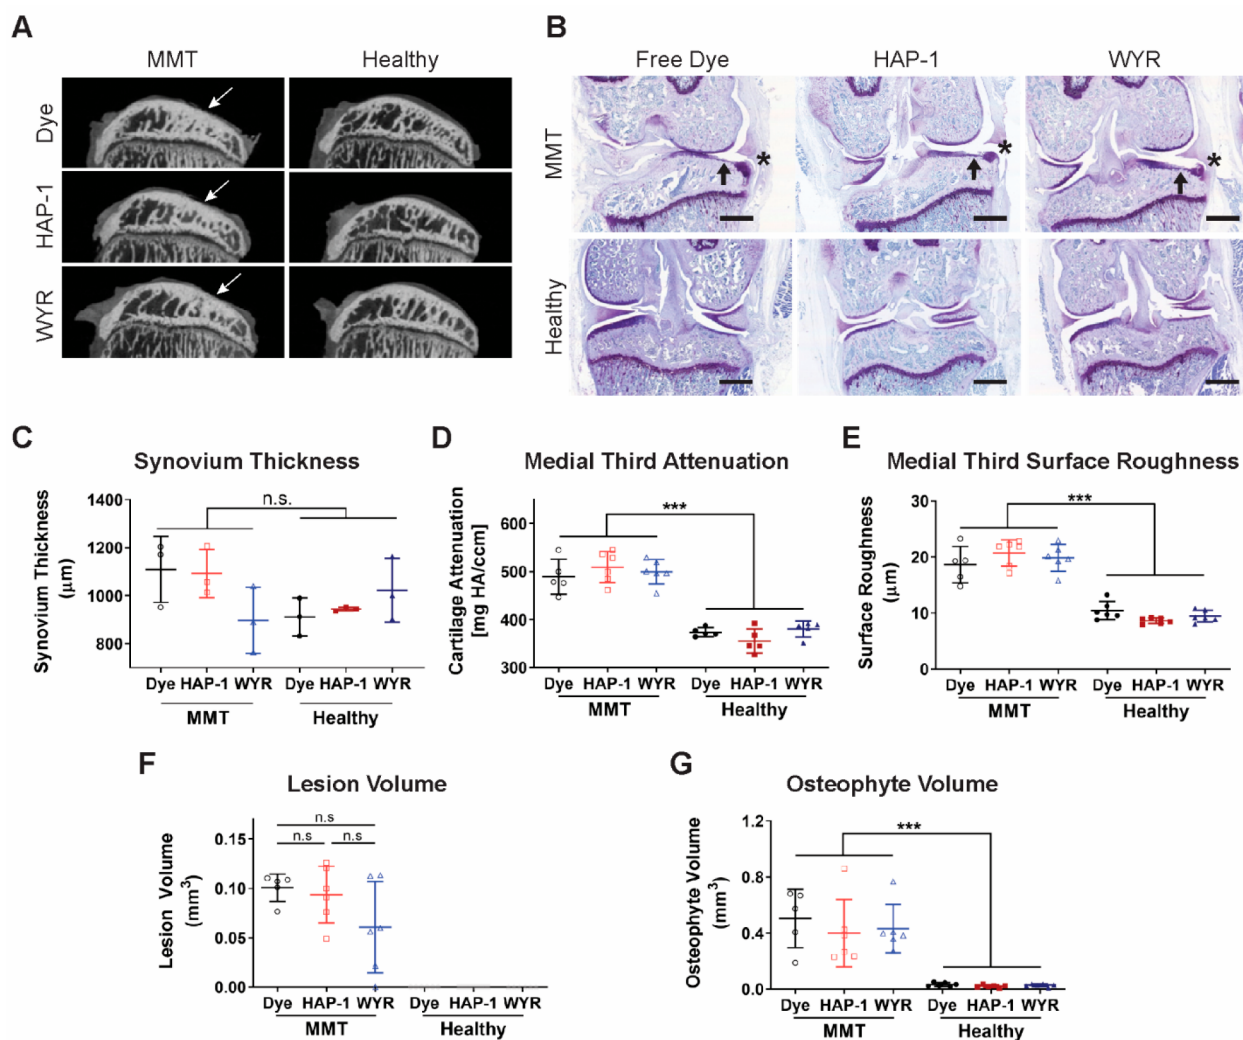 A
MMT
Healthy
Dye
HAP-1
WYR
B
Free Dye
HAP-1
WYR
MMT
*
*
*
Healthy
C
Synovium Thickness
Synovium Thickness
(μm)
1400
1200
1000
800
n.s.
Dye HAP-1 WYR
Dye HAP-1 WYR
MMT
Healthy
D
Medial Third Attenuation
Cartilage Attenuation
[mg HA/ccm]
600
500
400
300
***
Dye HAP-1 WYR
Dye HAP-1 WYR
MMT
Healthy
E
Medial Third Surface Roughness
Surface Roughness
(μm)
30
20
10
0
***
Dye HAP-1 WYR
Dye HAP-1 WYR
MMT
Healthy
F
Lesion Volume
Lesion Volume
(mm3)
0.15
0.10
0.05
0.00
n.s
n.s
n.s
Dye HAP-1 WYR
Dye HAP-1 WYR
MMT
Healthy
G
Osteophyte Volume
Osteophyte Volume
(mm3)
1.2
0.8
0.4
0.0
***
Dye HAP-1 WYR
Dye HAP-1 WYR
MMT
Healthy